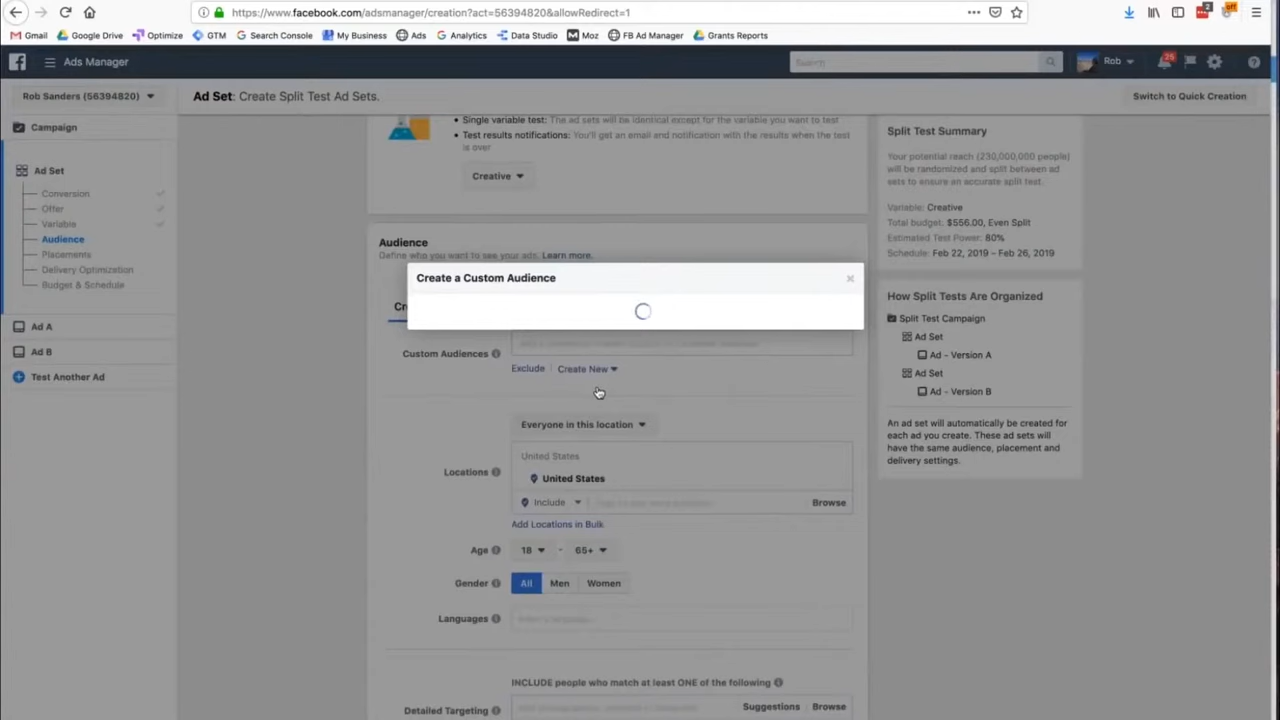 https://www.facebook.com/adsmanager/creation?act=56394820&allowRedirect=1
2
off
Gmail Google Drive Optimize GTM Search Console My Business Ads Analytics Data Studio Moz FB Ad Manager Grants Reports
Ads Manager
Search
Rob
25
Rob Sanders (56394820)
Ad Set: Create Split Test Ad Sets.
Switch to Quick Creation
Campaign
Ad Set
Conversion
Offer
Variable
Audience
Placements
Delivery Optimization
Budget & Schedule
Ad A
Ad B
Test Another Ad
• Single variable test: The ad sets will be identical except for the variable you want to test
• Test results notifications: You'll get an email and notification with the results when the test
is over
Creative
Audience
Define who you want to see your ads. Learn more.
Create a Custom Audience
×
Cr
Custom Audiences
Exclude | Create New
Everyone in this location
Locations
United States
United States
Include
Browse
Add Locations in Bulk
Age 18 - 65+
Gender All Men Women
Languages
INCLUDE people who match at least ONE of the following
Detailed Targeting
Suggestions Browse
Split Test Summary
Your potential reach (230,000,000 people)
will be randomized and split between ad
sets to ensure an accurate split test.
Variable: Creative
Total budget: $556.00, Even Split
Estimated Test Power: 80%
Schedule: Feb 22, 2019 – Feb 26, 2019
How Split Tests Are Organized
Split Test Campaign
Ad Set
Ad - Version A
Ad Set
Ad - Version B
An ad set will automatically be created for
each ad you create. These ad sets will
have the same audience, placement and
delivery settings.